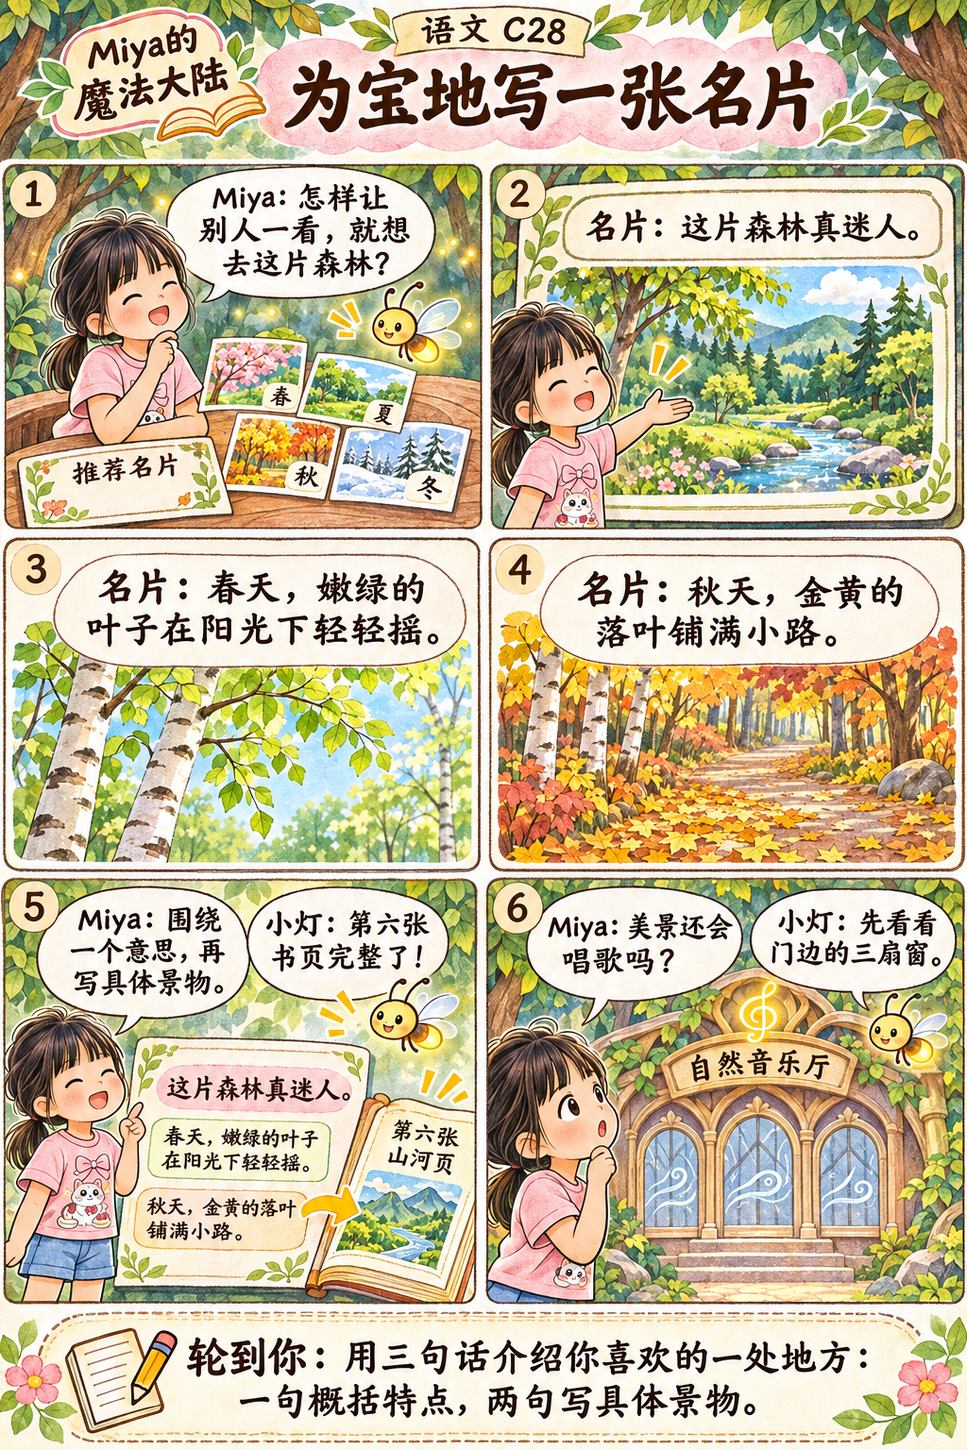 Miya的
魔法大陆
语文 C28
为宝地写一张名片
1
Miya：怎样让
别人一看，就想
去这片森林？
春
夏
秋
冬
推荐名片
2
名片：这片森林真迷人。
3
名片：春天，嫩绿的
叶子在阳光下轻轻摇。
4
名片：秋天，金黄的
落叶铺满小路。
5
Miya：围绕
一个意思，再
写具体景物。
小灯：第六张
书页完整了！
这片森林真迷人。
春天，嫩绿的叶子
在阳光下轻轻摇。
秋天，金黄的落叶
铺满小路。
第六张
山河页
6
Miya：美景还会
唱歌吗？
小灯：先看看
门边的三扇窗。
自然音乐厅
轮到你：用三句话介绍你喜欢的一处地方：
一句概括特点，两句写具体景物。